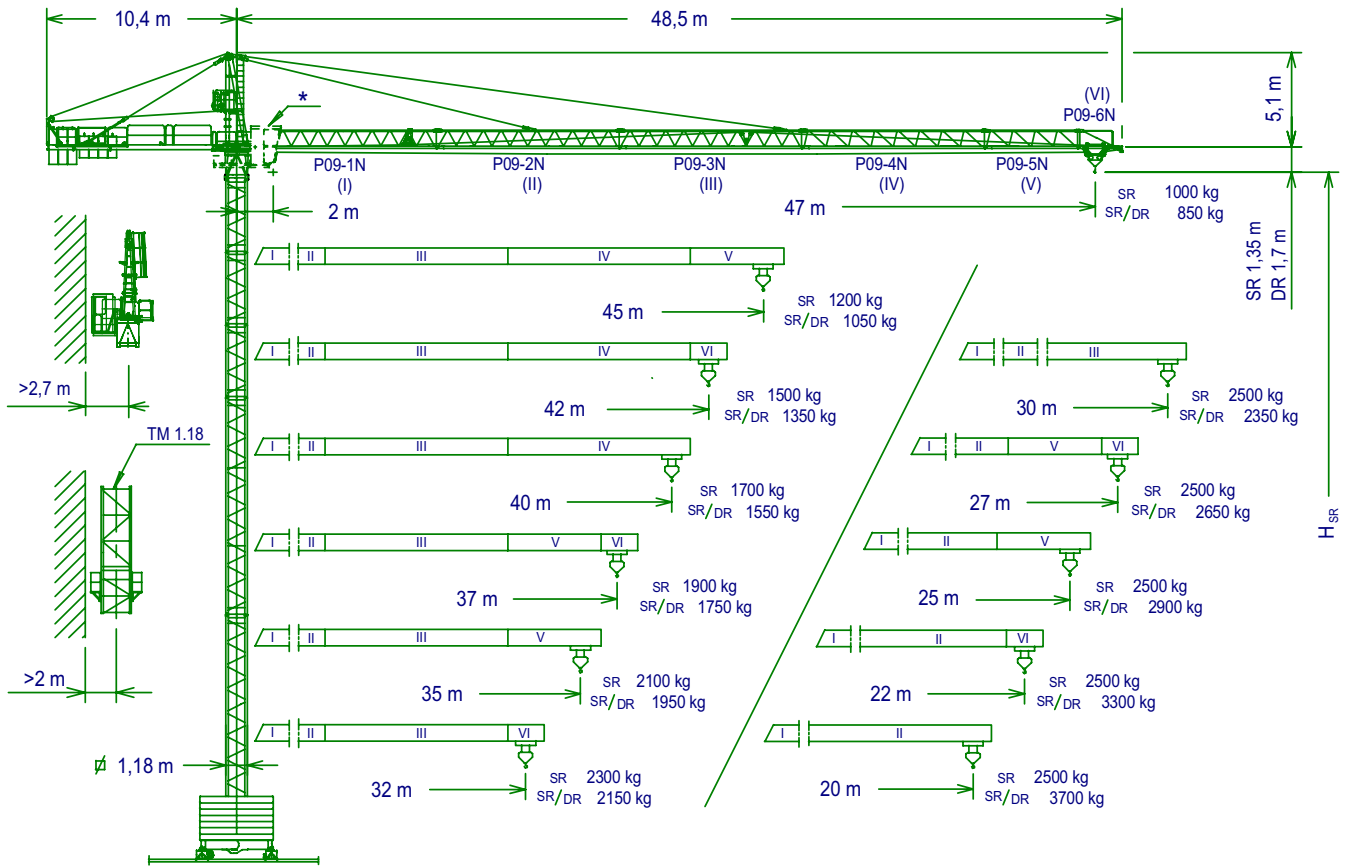 10,4 m
48,5 m
*
(VI)
P09-6N
5,1 m
P09-1N
(I)
P09-2N
(II)
P09-3N
(III)
P09-4N
(IV)
P09-5N
(V)
2 m
47 m
SR 1000 kg
SR/DR 850 kg
SR 1,35 m
DR 1,7 m
H SR
I II III IV V
45 m
SR 1200 kg
SR/DR 1050 kg
I II III IV VI
42 m
SR 1500 kg
SR/DR 1350 kg
I II III IV
40 m
SR 1700 kg
SR/DR 1550 kg
I II III V VI
37 m
SR 1900 kg
SR/DR 1750 kg
I II III V
35 m
SR 2100 kg
SR/DR 1950 kg
I II III VI
32 m
SR 2300 kg
SR/DR 2150 kg
I II III
30 m
SR 2500 kg
SR/DR 2350 kg
I II V VI
27 m
SR 2500 kg
SR/DR 2650 kg
I II V
25 m
SR 2500 kg
SR/DR 2900 kg
I II VI
22 m
SR 2500 kg
SR/DR 3300 kg
I II
20 m
SR 2500 kg
SR/DR 3700 kg
>2,7 m
TM 1.18
>2 m
1,18 m